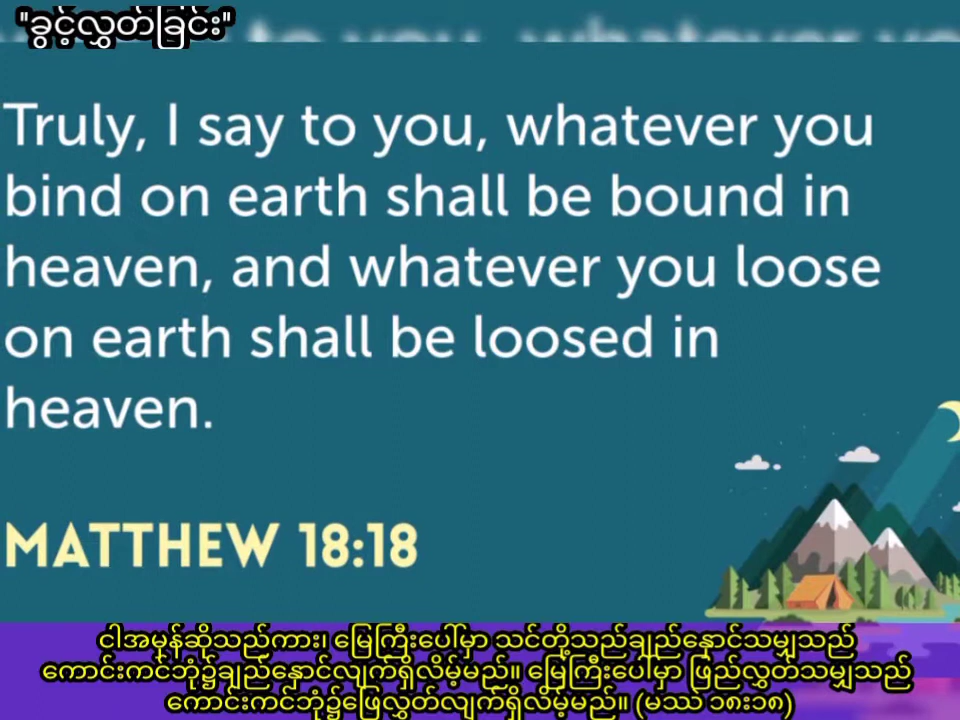 "ခွင့်လွှတ်ခြင်း"
Truly, I say to you, whatever you
bind on earth shall be bound in
heaven, and whatever you loose
on earth shall be loosed in
heaven.
MATTHEW 18:18
ငါအမှန်ဆိုသည်ကား၊ မြေကြီးပေါ်မှာ သင်တို့သည်ချည်နှောင်သမျှသည်
ကောင်းကင်ဘုံ၌ချည်နှောင်လျက်ရှိလိမ့်မည်။ မြေကြီးပေါ်မှာ ဖြည်လွှတ်သမျှသည်
ကောင်းကင်ဘုံ၌ဖြေလွှတ်လျက်ရှိလိမ့်မည်။ (မဿဲ ၁၈း၁၈)